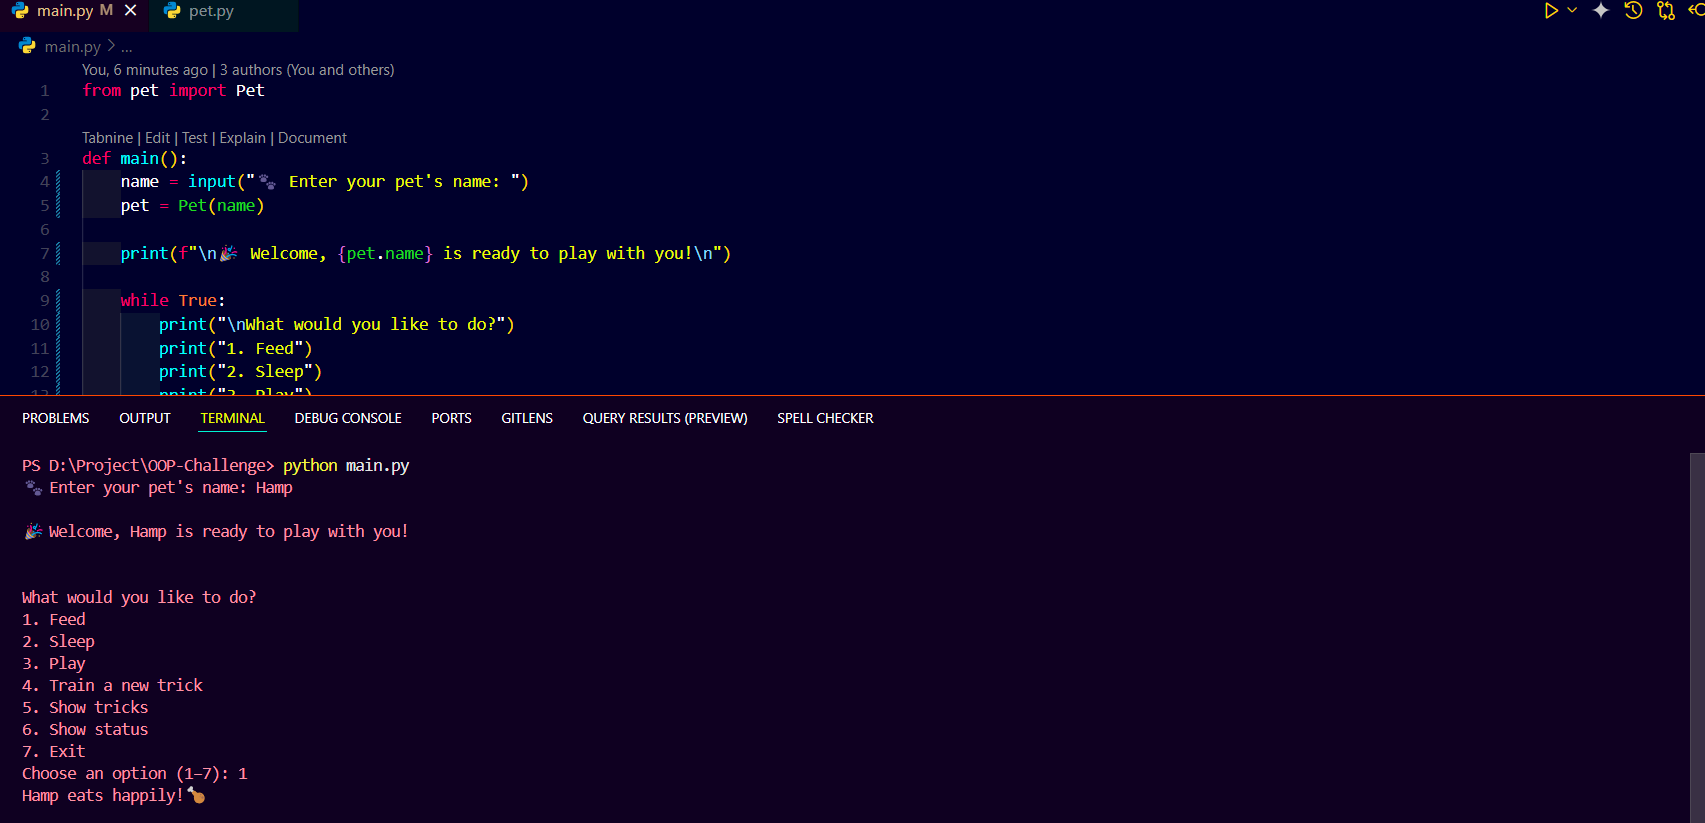 main.py M
pet.py
main.py > ...
You, 6 minutes ago | 3 authors (You and others)
1 from pet import Pet
2
Tabnine | Edit | Test | Explain | Document
3 def main():
4 name = input("🐾 Enter your pet's name: ")
5 pet = Pet(name)
6
7 print(f"\n🎉 Welcome, {pet.name} is ready to play with you!\n")
8
9 while True:
10 print("\nWhat would you like to do?")
11 print("1. Feed")
12 print("2. Sleep")
13 print("3. Play")
PROBLEMS OUTPUT TERMINAL DEBUG CONSOLE PORTS GITLENS QUERY RESULTS (PREVIEW) SPELL CHECKER
PS D:\Project\OOP-Challenge> python main.py
🐾 Enter your pet's name: Hamp
🎉 Welcome, Hamp is ready to play with you!
What would you like to do?
1. Feed
2. Sleep
3. Play
4. Train a new trick
5. Show tricks
6. Show status
7. Exit
Choose an option (1–7): 1
Hamp eats happily!🍗